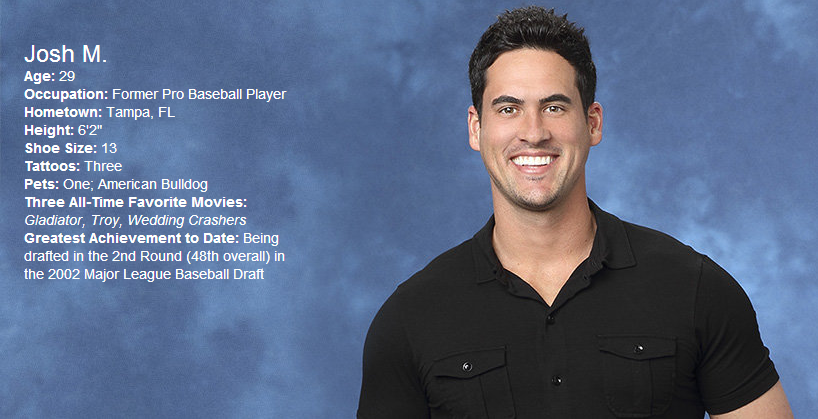 Josh M.
Age: 29
Occupation: Former Pro Baseball Player
Hometown: Tampa, FL
Height: 6'2"
Shoe Size: 13
Tattoos: Three
Pets: One; American Bulldog
Three All-Time Favorite Movies:
Gladiator, Troy, Wedding Crashers
Greatest Achievement to Date: Being
drafted in the 2nd Round (48th overall) in
the 2002 Major League Baseball Draft